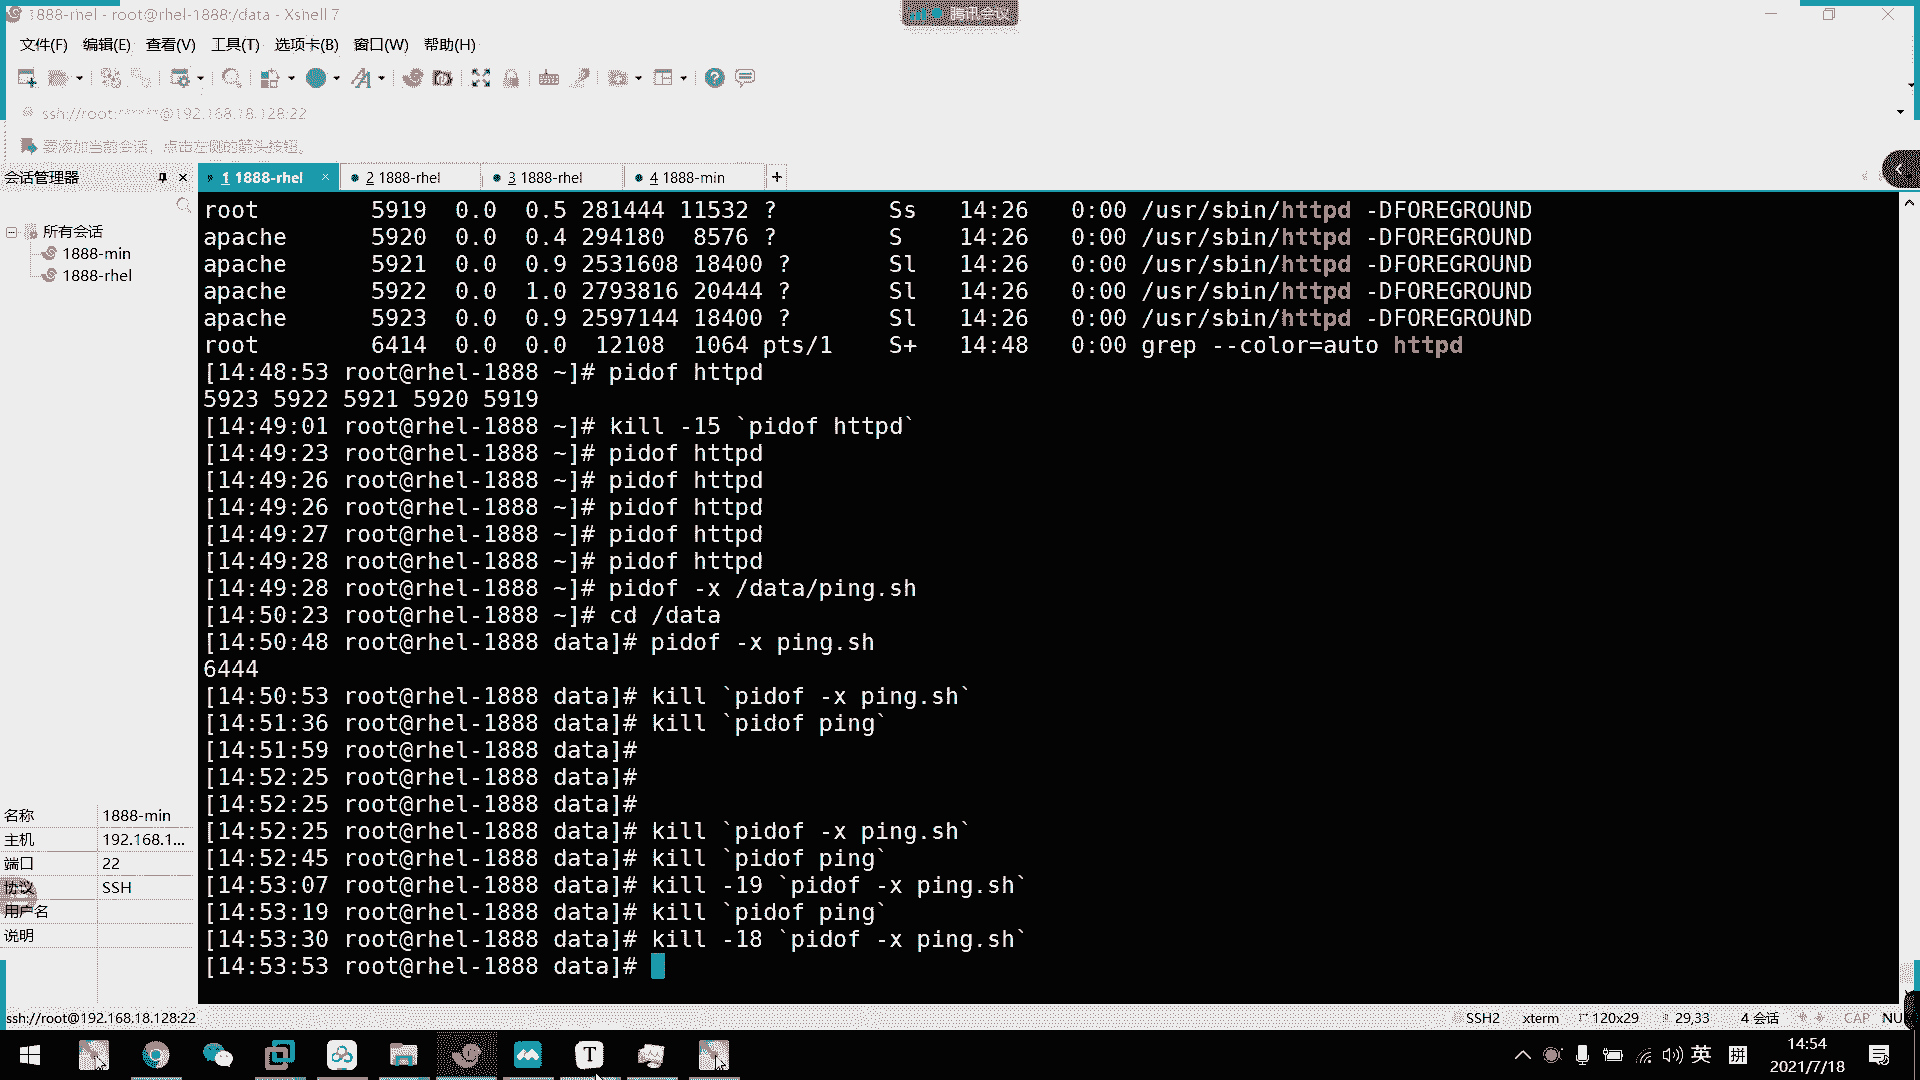 1888-rhel - root@rhel-1888:/data - Xshell 7
腾讯会议
文件(F) 编辑(E) 查看(V) 工具(T) 选项卡(B) 窗口(W) 帮助(H)
ssh://root:******@192.168.18.128:22
要添加当前会话，点击左侧的箭头按钮。
会话管理器
1 1888-rhel
2 1888-rhel
3 1888-rhel
4 1888-min
所有会话
1888-min
1888-rhel
root        5919  0.0  0.5 281444 11532 ?        Ss   14:26   0:00 /usr/sbin/httpd -DFOREGROUND
apache      5920  0.0  0.4 294180  8576 ?        S    14:26   0:00 /usr/sbin/httpd -DFOREGROUND
apache      5921  0.0  0.9 2531608 18400 ?       Sl   14:26   0:00 /usr/sbin/httpd -DFOREGROUND
apache      5922  0.0  1.0 2793816 20444 ?       Sl   14:26   0:00 /usr/sbin/httpd -DFOREGROUND
apache      5923  0.0  0.9 2597144 18400 ?       Sl   14:26   0:00 /usr/sbin/httpd -DFOREGROUND
root        6414  0.0  0.0  12108  1064 pts/1    S+   14:48   0:00 grep --color=auto httpd
[14:48:53 root@rhel-1888 ~]# pidof httpd
5923 5922 5921 5920 5919
[14:49:01 root@rhel-1888 ~]# kill -15 `pidof httpd`
[14:49:23 root@rhel-1888 ~]# pidof httpd
[14:49:26 root@rhel-1888 ~]# pidof httpd
[14:49:26 root@rhel-1888 ~]# pidof httpd
[14:49:27 root@rhel-1888 ~]# pidof httpd
[14:49:28 root@rhel-1888 ~]# pidof httpd
[14:49:28 root@rhel-1888 ~]# pidof -x /data/ping.sh
[14:50:23 root@rhel-1888 ~]# cd /data
[14:50:48 root@rhel-1888 data]# pidof -x ping.sh
6444
[14:50:53 root@rhel-1888 data]# kill `pidof -x ping.sh`
[14:51:36 root@rhel-1888 data]# kill `pidof ping`
[14:51:59 root@rhel-1888 data]#
[14:52:25 root@rhel-1888 data]#
[14:52:25 root@rhel-1888 data]#
[14:52:25 root@rhel-1888 data]# kill `pidof -x ping.sh`
[14:52:45 root@rhel-1888 data]# kill `pidof ping`
[14:53:07 root@rhel-1888 data]# kill -19 `pidof -x ping.sh`
[14:53:19 root@rhel-1888 data]# kill `pidof ping`
[14:53:30 root@rhel-1888 data]# kill -18 `pidof -x ping.sh`
[14:53:53 root@rhel-1888 data]#
名称 1888-min
主机 192.168.1...
端口 22
协议 SSH
用户名
说明
ssh://root@192.168.18.128:22
SSH2 xterm 120x29 29,33 4 会话 CAP NU
英 拼
14:54
2021/7/18